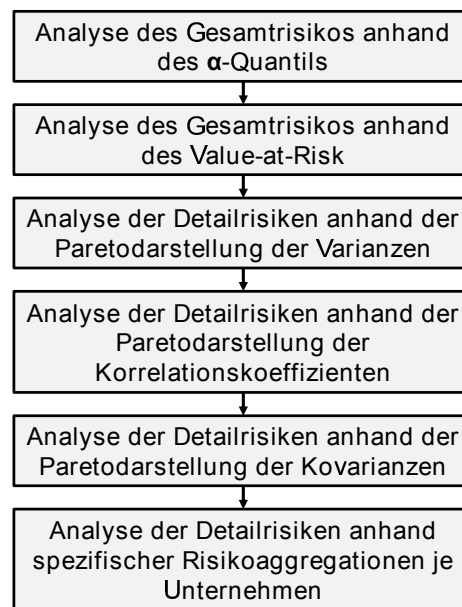 Analyse des Gesamtrisikos anhand
des α-Quantils
Analyse des Gesamtrisikos anhand
des Value-at-Risk
Analyse der Detailrisiken anhand der
Paretodarstellung der Varianzen
Analyse der Detailrisiken anhand der
Paretodarstellung der
Korrelationskoeffizienten
Analyse der Detailrisiken anhand der
Paretodarstellung der Kovarianzen
Analyse der Detailrisiken anhand
spezifischer Risikoaggregationen je
Unternehmen